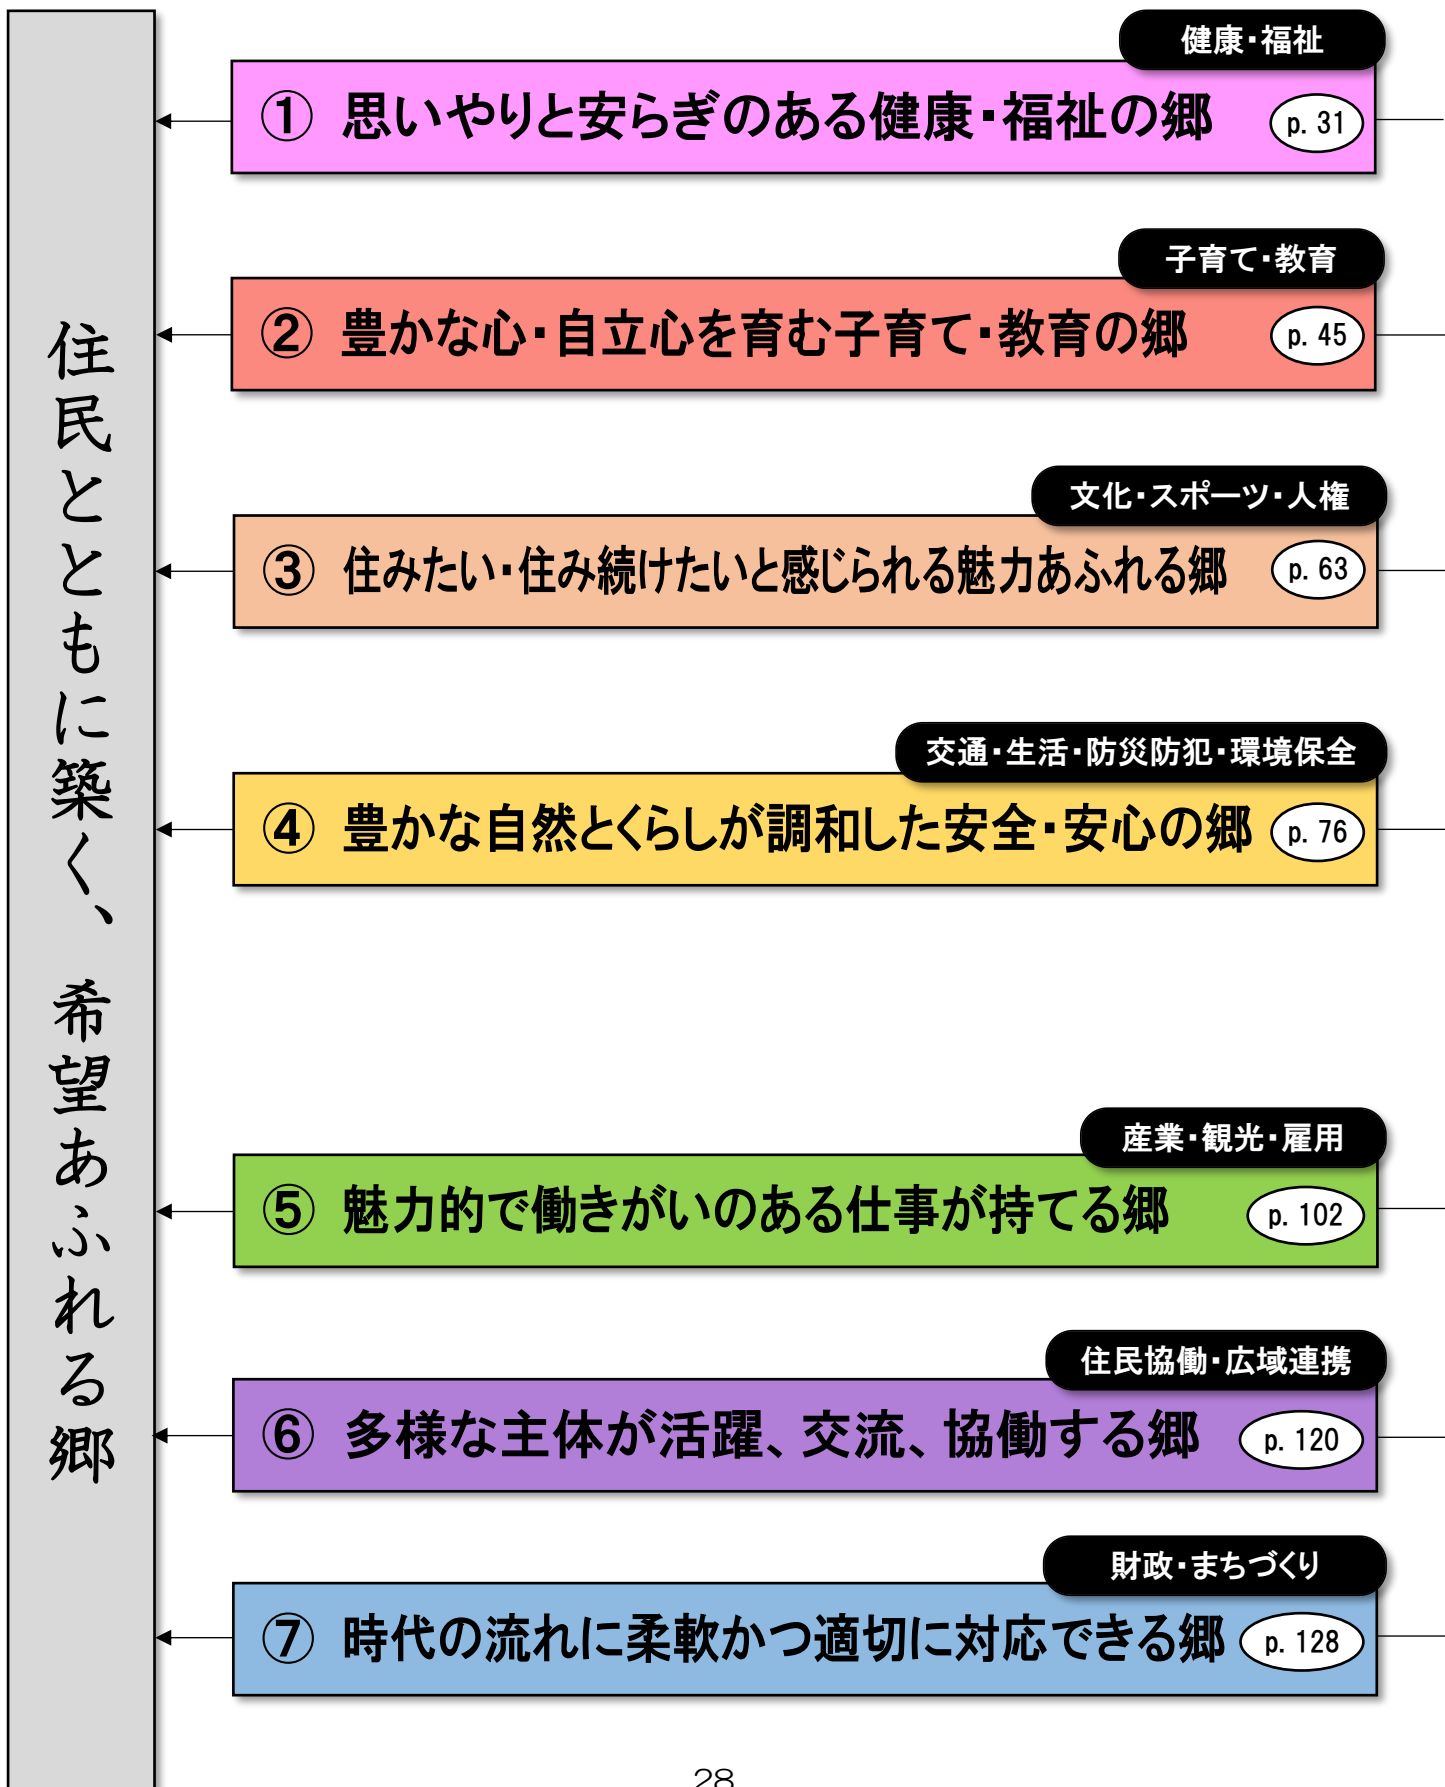 住民とともに築く、希望あふれる郷
健康・福祉
① 思いやりと安らぎのある健康・福祉の郷 p. 31
子育て・教育
② 豊かな心・自立心を育む子育て・教育の郷 p. 45
文化・スポーツ・人権
③ 住みたい・住み続けたいと感じられる魅力あふれる郷 p. 63
交通・生活・防災防犯・環境保全
④ 豊かな自然とくらしが調和した安全・安心の郷 p. 76
産業・観光・雇用
⑤ 魅力的で働きがいのある仕事が持てる郷 p. 102
住民協働・広域連携
⑥ 多様な主体が活躍、交流、協働する郷 p. 120
財政・まちづくり
⑦ 時代の流れに柔軟かつ適切に対応できる郷 p. 128
28